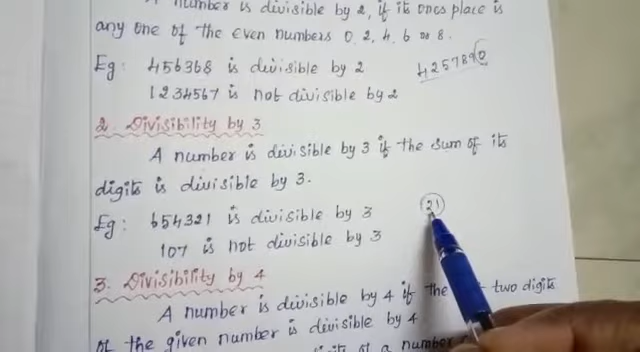 A number is divisible by 2, if its ones place is
any one of the even numbers 0, 2, 4, 6 or 8.
Eg: 456368 is divisible by 2
4257890
1234567 is not divisible by 2
2. Divisibility by 3
A number is divisible by 3 if the sum of its
digits is divisible by 3.
Eg: 654321 is divisible by 3
21
107 is not divisible by 3
3. Divisibility by 4
A number is divisible by 4 if the two digits
of the given number is divisible by 4
digits of a number